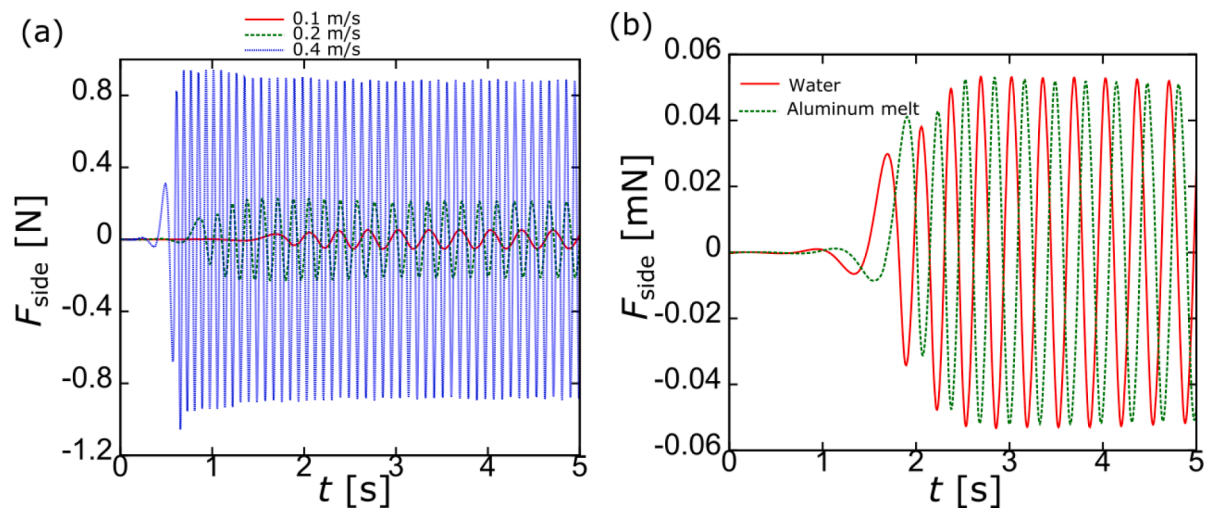 (a)
0.1 m/s
0.2 m/s
0.4 m/s
F side [N]
0.8
0.4
0
-0.4
-0.8
-1.2
0 1 2 3 4 5
t [s]
(b)
Water
Aluminum melt
F side [mN]
0.06
0.04
0.02
0
-0.02
-0.04
-0.06
0 1 2 3 4 5
t [s]